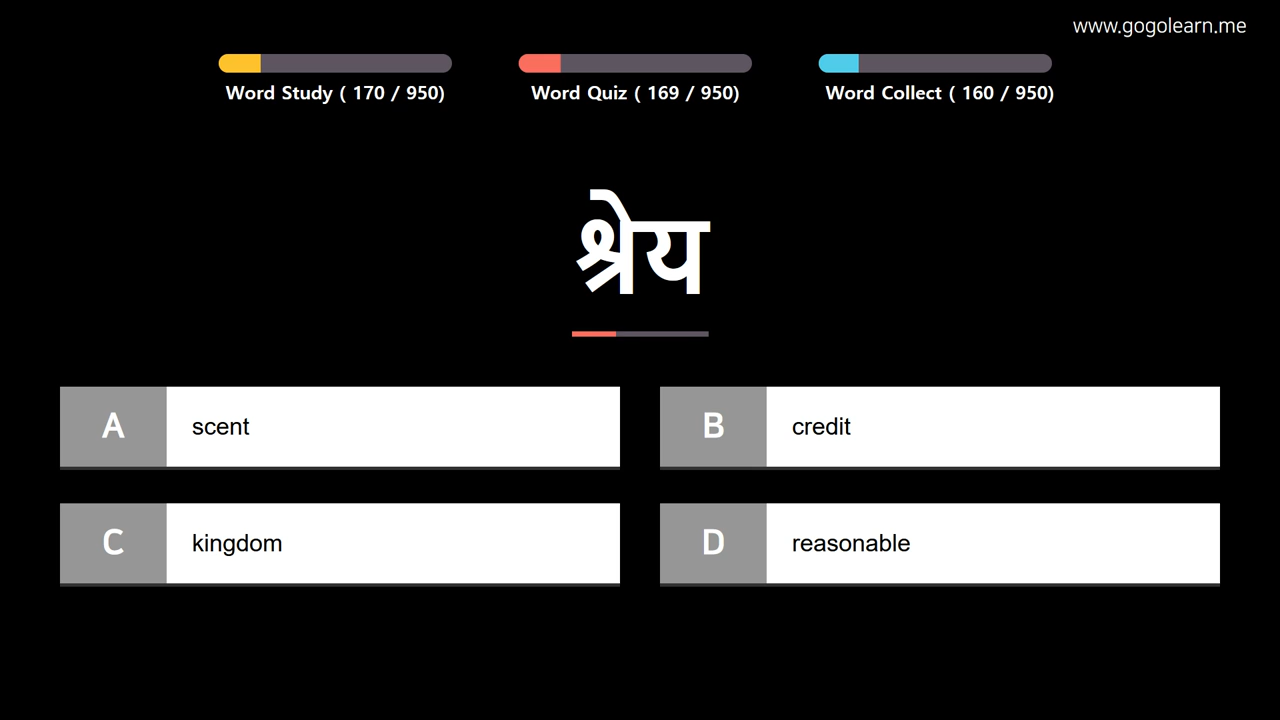 www.gogolearn.me
Word Study ( 170 / 950)
Word Quiz ( 169 / 950)
Word Collect ( 160 / 950)
श्रेय
A scent
B credit
C kingdom
D reasonable